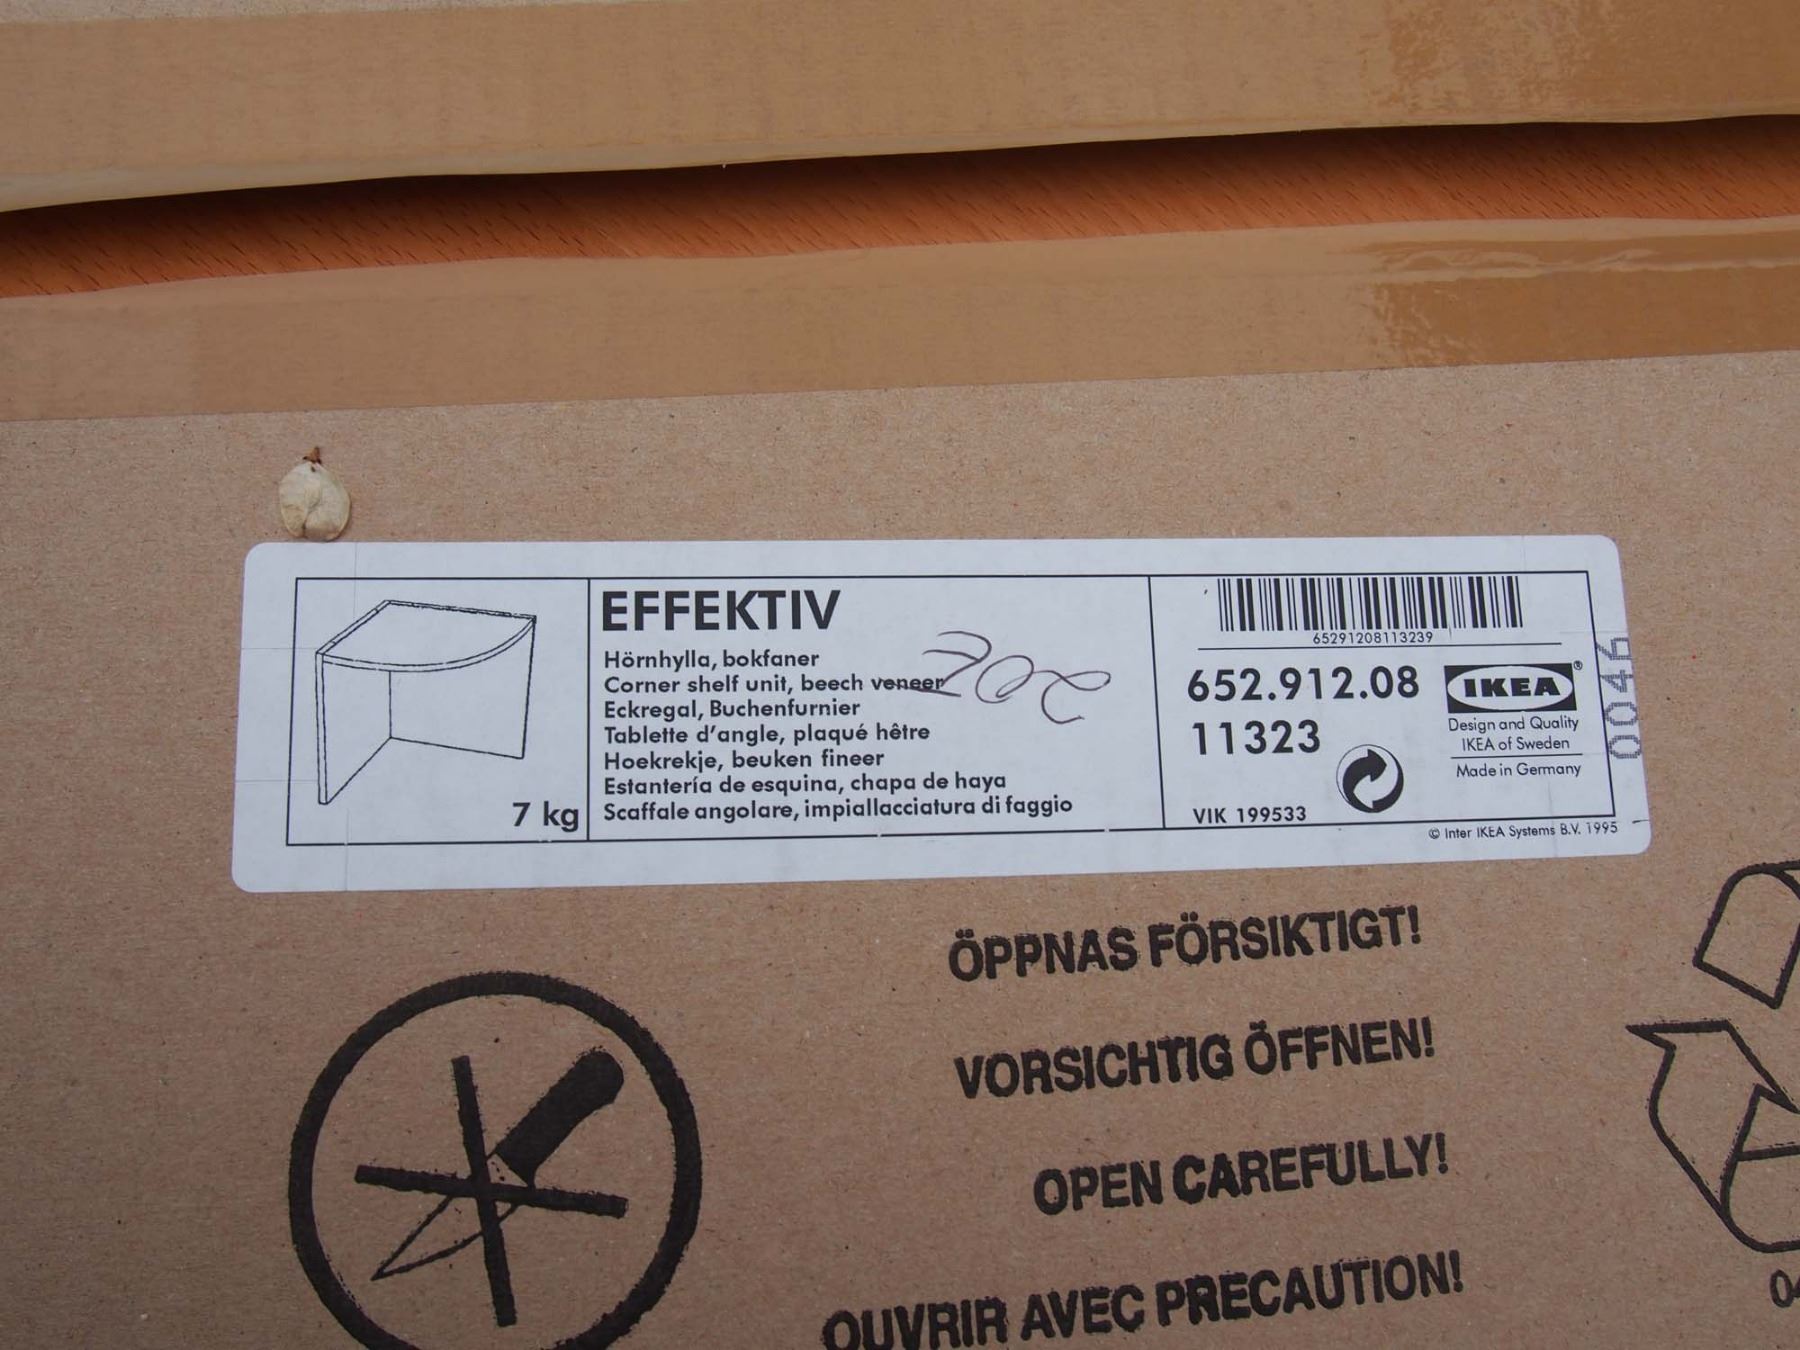 EFFEKTIV
Hörnhylla, bokfaner
Corner shelf unit, beech veneer
Eckregal, Buchenfurnier
Tablette d'angle, plaqué hêtre
Hoekrekje, beuken fineer
Estantería de esquina, chapa de haya
Scaffale angolare, impiallacciatura di faggio
7 kg
65291208113239
652.912.08
11323
VIK 199533
IKEA®
Design and Quality
IKEA of Sweden
Made in Germany
© Inter IKEA Systems B.V. 1995
0046
ÖPPNAS FÖRSIKTIGT!
VORSICHTIG ÖFFNEN!
OPEN CAREFULLY!
OUVRIR AVEC PRECAUTION!